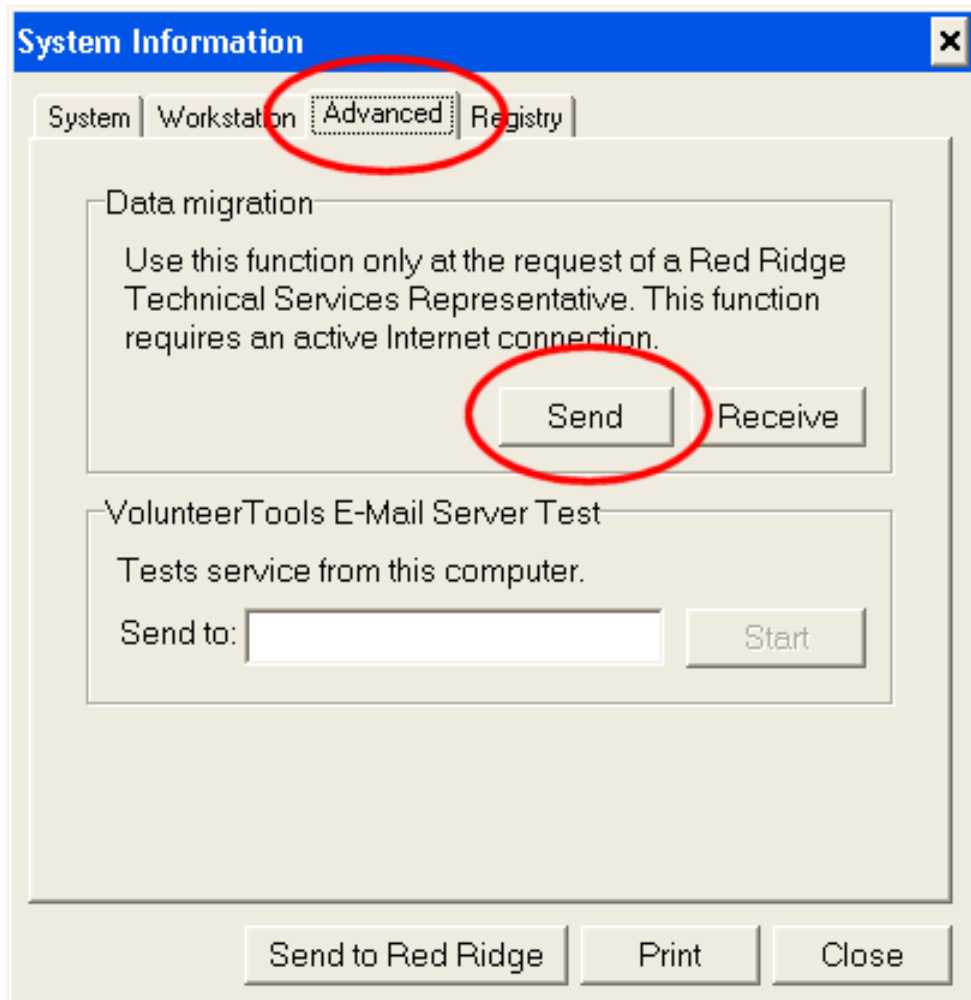 System Information
System Workstation Advanced Registry
Data migration
Use this function only at the request of a Red Ridge
Technical Services Representative. This function
requires an active Internet connection.
Send Receive
VolunteerTools E-Mail Server Test
Tests service from this computer.
Send to: Start
Send to Red Ridge Print Close